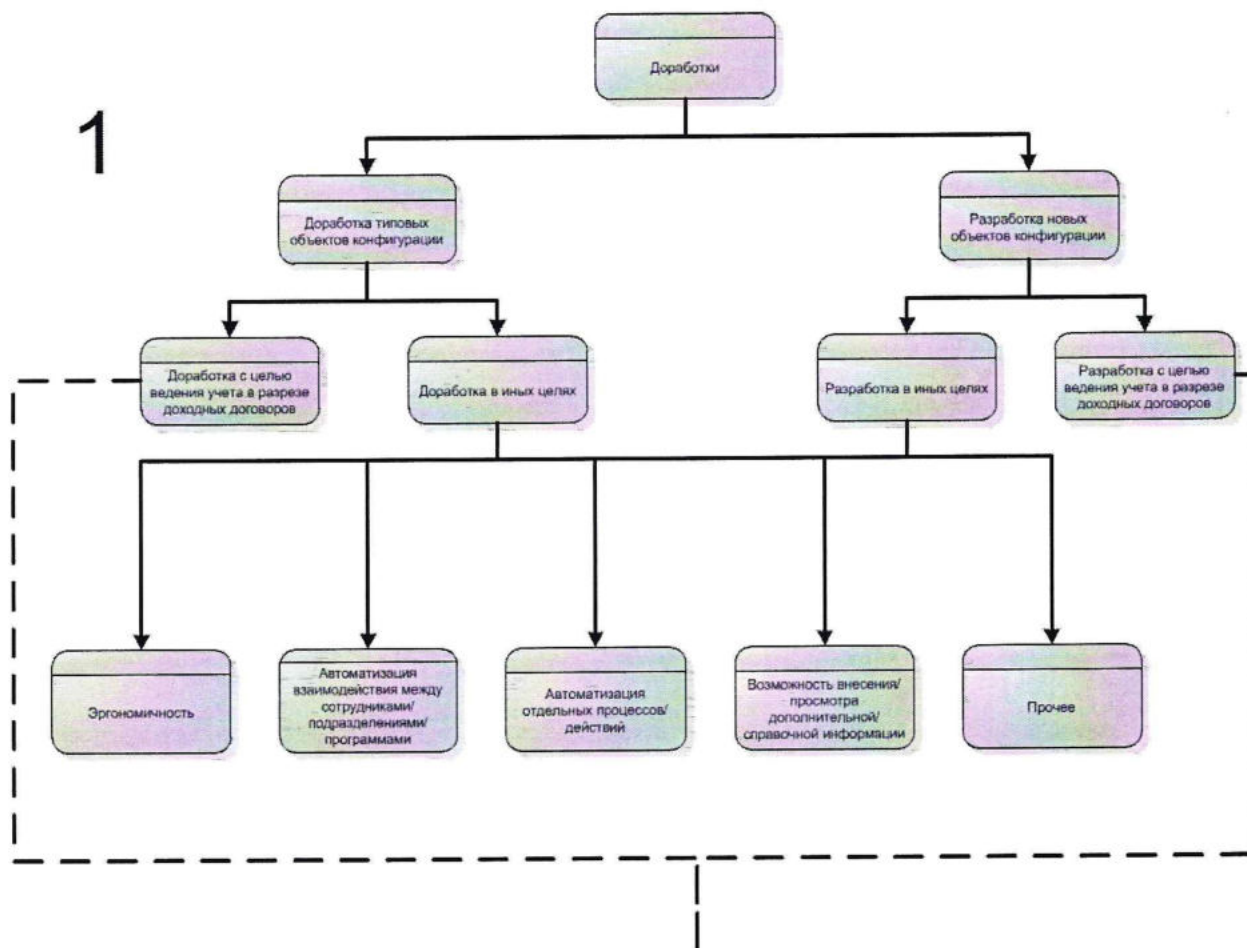 Доработки
1
Доработка типовых
объектов конфигурации
Разработка новых
объектов конфигурации
Доработка с целью
ведения учета в разрезе
доходных договоров
Доработка в иных целях
Разработка в иных целях
Разработка с целью
ведения учета в разрезе
доходных договоров
Эргономичность
Автоматизация
взаимодействия между
сотрудниками/
подразделениями/
программами
Автоматизация
отдельных процессов/
действий
Возможность внесения/
просмотра
дополнительной/
справочной информации
Прочее